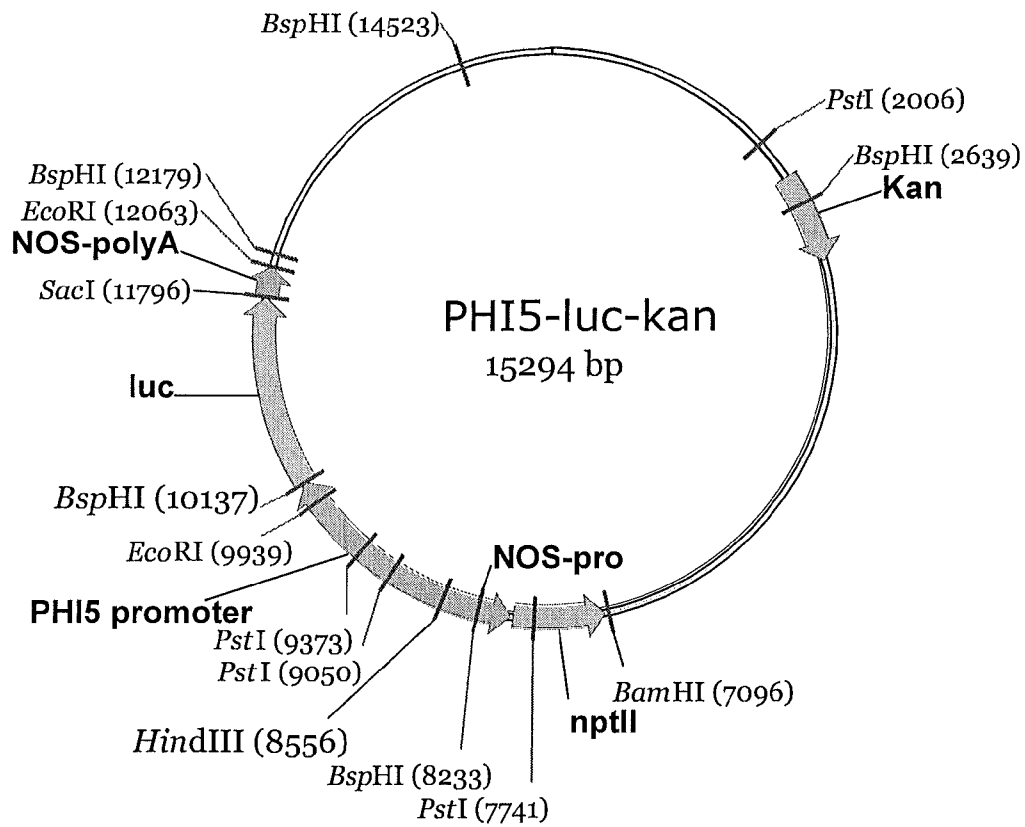 BspHI (14523)
PstI (2006)
BspHI (2639)
Kan
BspHI (12179)
EcoRI (12063)
NOS-polyA
SacI (11796)
PHI5-luc-kan
15294 bp
luc
BspHI (10137)
EcoRI (9939)
NOS-pro
PHI5 promoter
PstI (9373)
PstI (9050)
BamHI (7096)
nptII
HindIII (8556)
BspHI (8233)
PstI (7741)